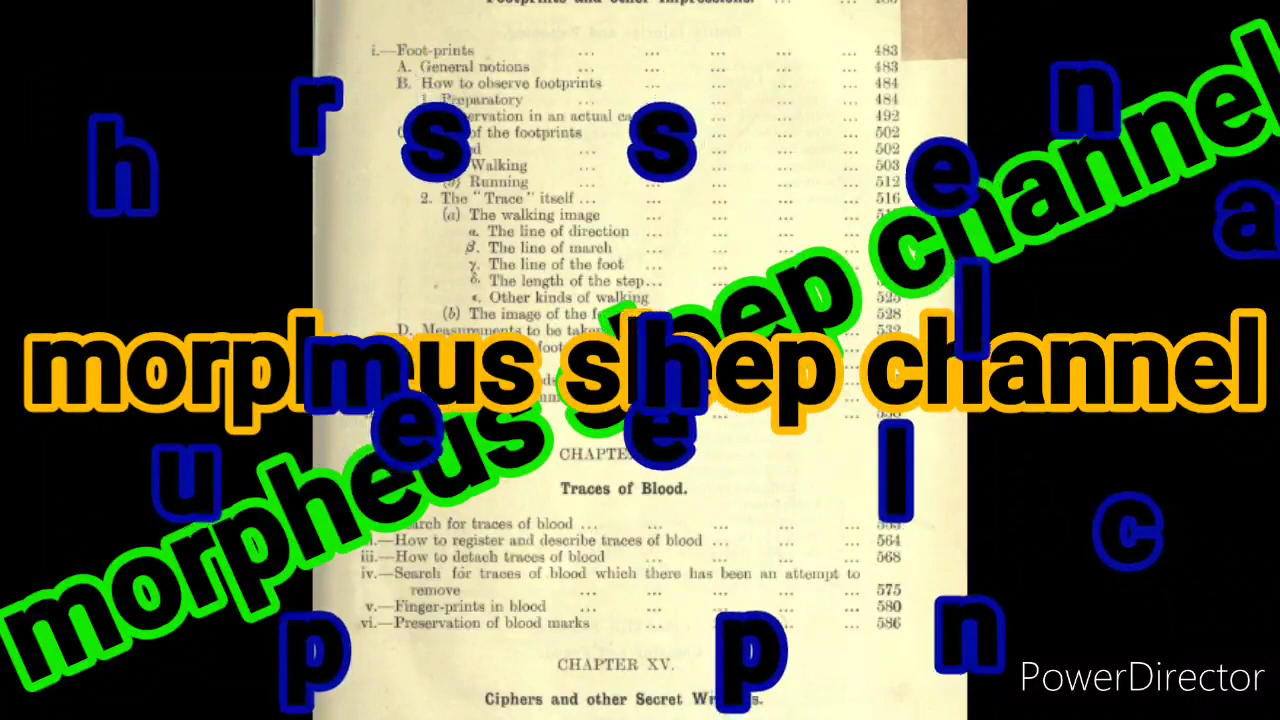 Footprints and other Impressions. ... ... 483
i.—Foot-prints ... ... ... ... ... 483
A. General notions ... ... ... ... ... 483
B. How to observe footprints ... ... ... ... 484
1. Preparatory ... ... ... ... 484
ervation in an actual ca ... ... 492
of the footprints ... ... ... 502
d ... ... ... 502
Walking ... ... ... 503
Running ... ... ... 512
2. The "Trace" itself ... ... ... ... ... 516
(a) The walking image ... ... ...
α. The line of direction ... ... ...
β. The line of march ... ... ...
γ. The line of the foot ... ...
δ. The length of the step...
ε. Other kinds of walking 525
(b) The image of the 528
D. Measurements to be take 532
morpheus sheep channel
morpheus sheep channel
h
r
s
s
e
n
a
l
m
h
e
e
u
l
c
p
p
n
CHAPTE
Traces of Blood.
arch for traces of blood ... ... ... ... ...
—How to register and describe traces of blood ... ... ... 564
iii.—How to detach traces of blood ... ... ... ... 568
iv.—Search for traces of blood which there has been an attempt to
remove ... ... ... ... ... 575
v.—Finger-prints in blood ... ... ... ... ... 580
vi.—Preservation of blood marks ... ... ... ... 586
CHAPTER XV.
Ciphers and other Secret Wr s.
PowerDirector